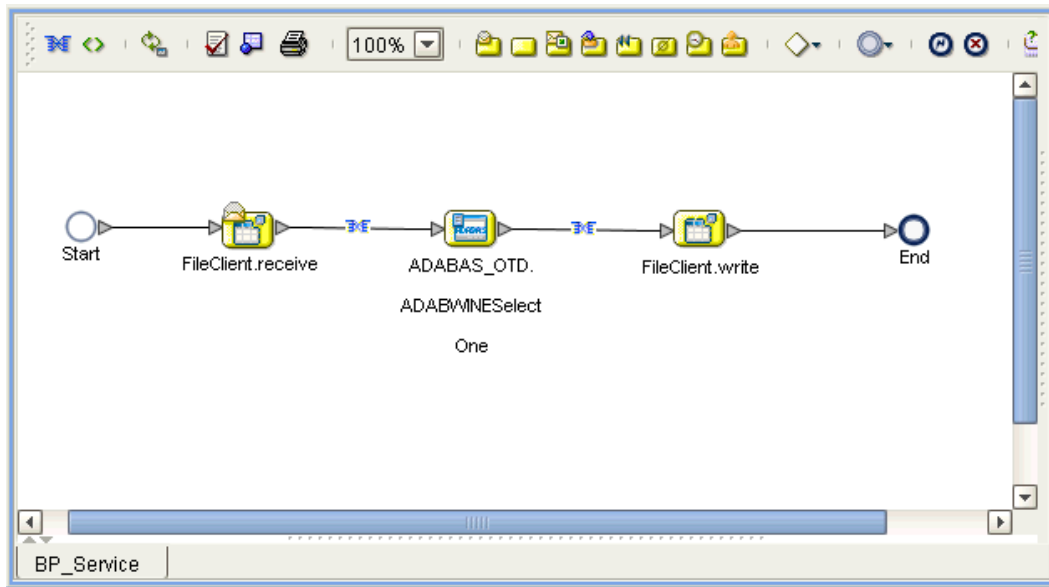 100%
Start
FileClient.receive
ADABAS_OTD.
ADABWINESelect
One
FileClient.write
End
BP_Service